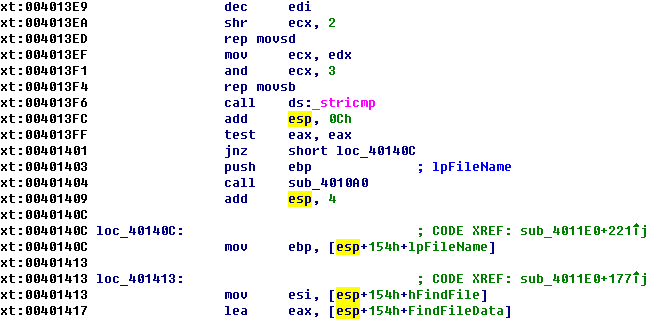 xt:004013E9 dec edi
xt:004013EA shr ecx, 2
xt:004013ED rep movsd
xt:004013EF mov ecx, edx
xt:004013F1 and ecx, 3
xt:004013F4 rep movsb
xt:004013F6 call ds:_stricmp
xt:004013FC add esp, 0Ch
xt:004013FF test eax, eax
xt:00401401 jnz short loc_40140C
xt:00401403 push ebp ; lpFileName
xt:00401404 call sub_4010A0
xt:00401409 add esp, 4
xt:0040140C
xt:0040140C loc_40140C: ; CODE XREF: sub_4011E0+221↑j
xt:0040140C mov ebp, [esp+154h+lpFileName]
xt:00401413
xt:00401413 loc_401413: ; CODE XREF: sub_4011E0+177↑j
xt:00401413 mov esi, [esp+154h+hFindFile]
xt:00401417 lea eax, [esp+154h+FindFileData]